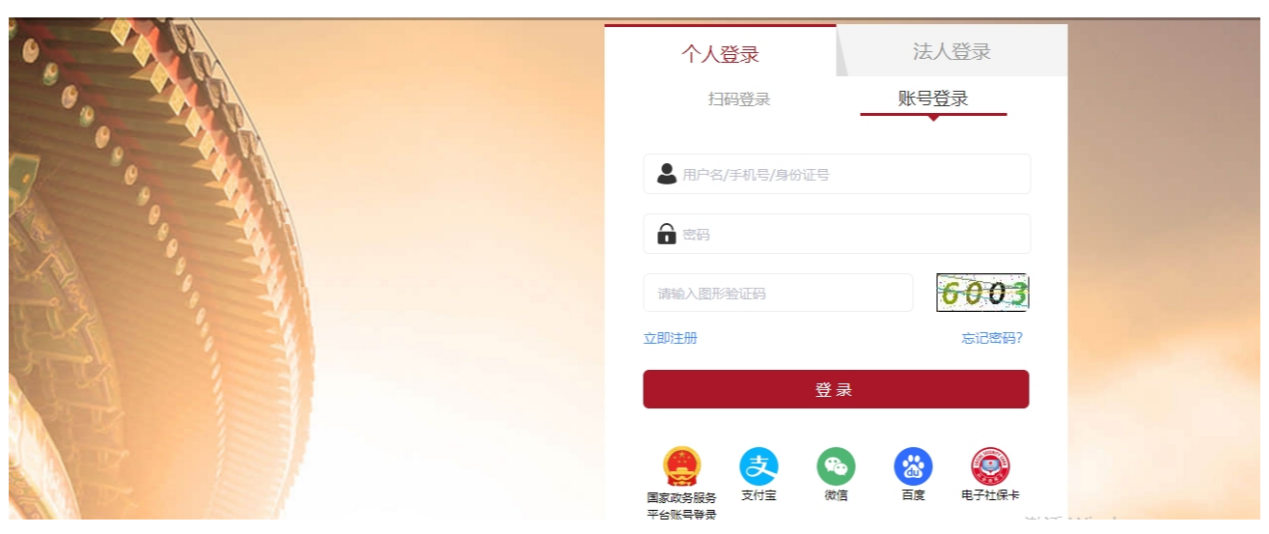 个人登录
法人登录
扫码登录
账号登录
用户名/手机号/身份证号
密码
请输入图形验证码
6003
立即注册
忘记密码?
登录
国家政务服务
平台账号登录
支付宝
微信
百度
电子社保卡